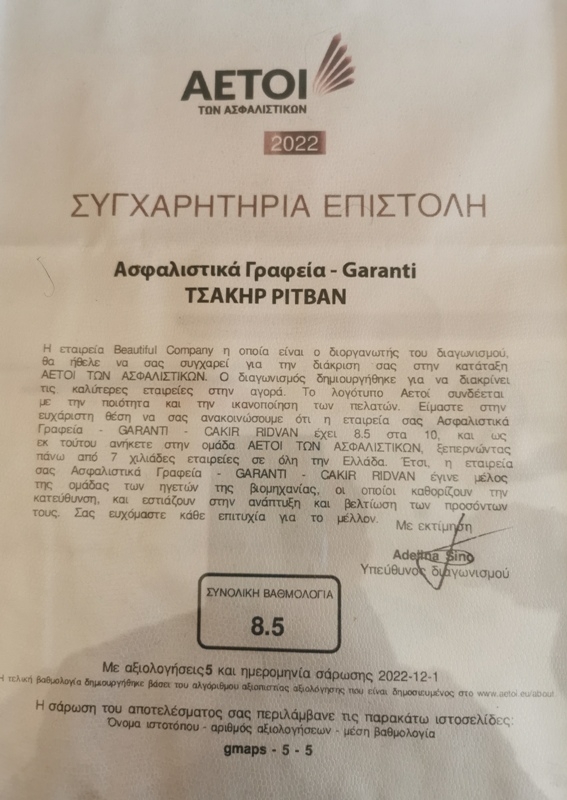 ΑΕΤΟΙ
ΤΩΝ ΑΣΦΑΛΙΣΤΙΚΩΝ
2022
ΣΥΓΧΑΡΗΤΗΡΙΑ ΕΠΙΣΤΟΛΗ
Ασφαλιστικά Γραφεία - Garanti
ΤΣΑΚΗΡ ΡΙΤΒΑΝ
Η εταιρεία Beautiful Company η οποία είναι ο διοργανωτής του διαγωνισμού,
θα ήθελε να σας συγχαρεί για την διάκριση σας στην κατάταξη
ΑΕΤΟΙ ΤΩΝ ΑΣΦΑΛΙΣΤΙΚΩΝ. Ο διαγωνισμός δημιουργήθηκε για να διακρίνει
τις καλύτερες εταιρείες στην αγορά. Το λογότυπο Αετοί συνδέεται
με την ποιότητα και την ικανοποίηση των πελατών. Είμαστε στην
ευχάριστη θέση να σας ανακοινώσουμε ότι η εταιρεία σας Ασφαλιστικά
Γραφεία - GARANTI - CAKIR RIDVAN έχει 8.5 στα 10, και ως
εκ τούτου ανήκετε στην ομάδα ΑΕΤΟΙ ΤΩΝ ΑΣΦΑΛΙΣΤΙΚΩΝ, ξεπερνώντας
πάνω από 7 χιλιάδες εταιρείες σε όλη την Ελλάδα. Έτσι, η εταιρεία
σας Ασφαλιστικά Γραφεία - GARANTI - CAKIR RIDVAN έγινε μέλος
της ομάδας των ηγετών της βιομηχανίας, οι οποίοι καθορίζουν την
κατεύθυνση, και εστιάζουν στην ανάπτυξη και βελτίωση των προσόντων
τους. Σας ευχόμαστε κάθε επιτυχία για το μέλλον.
Με εκτίμηση
Adelina Sino
Υπεύθυνος διαγωνισμού
ΣΥΝΟΛΙΚΗ ΒΑΘΜΟΛΟΓΙΑ
8.5
Με αξιολογήσεις5 και ημερομηνία σάρωσης 2022-12-1
Η τελική βαθμολογία δημιουργήθηκε βάσει του αλγόριθμου αξιοπιστίας αξιολόγησης που είναι δημοσιευμένος στο www.aetoi.eu/about.
Η σάρωση του αποτελέσματος σας περιλάμβανε τις παρακάτω ιστοσελίδες:
Όνομα ιστοτόπου - αριθμός αξιολογήσεων - μέση βαθμολογία
gmaps - 5 - 5